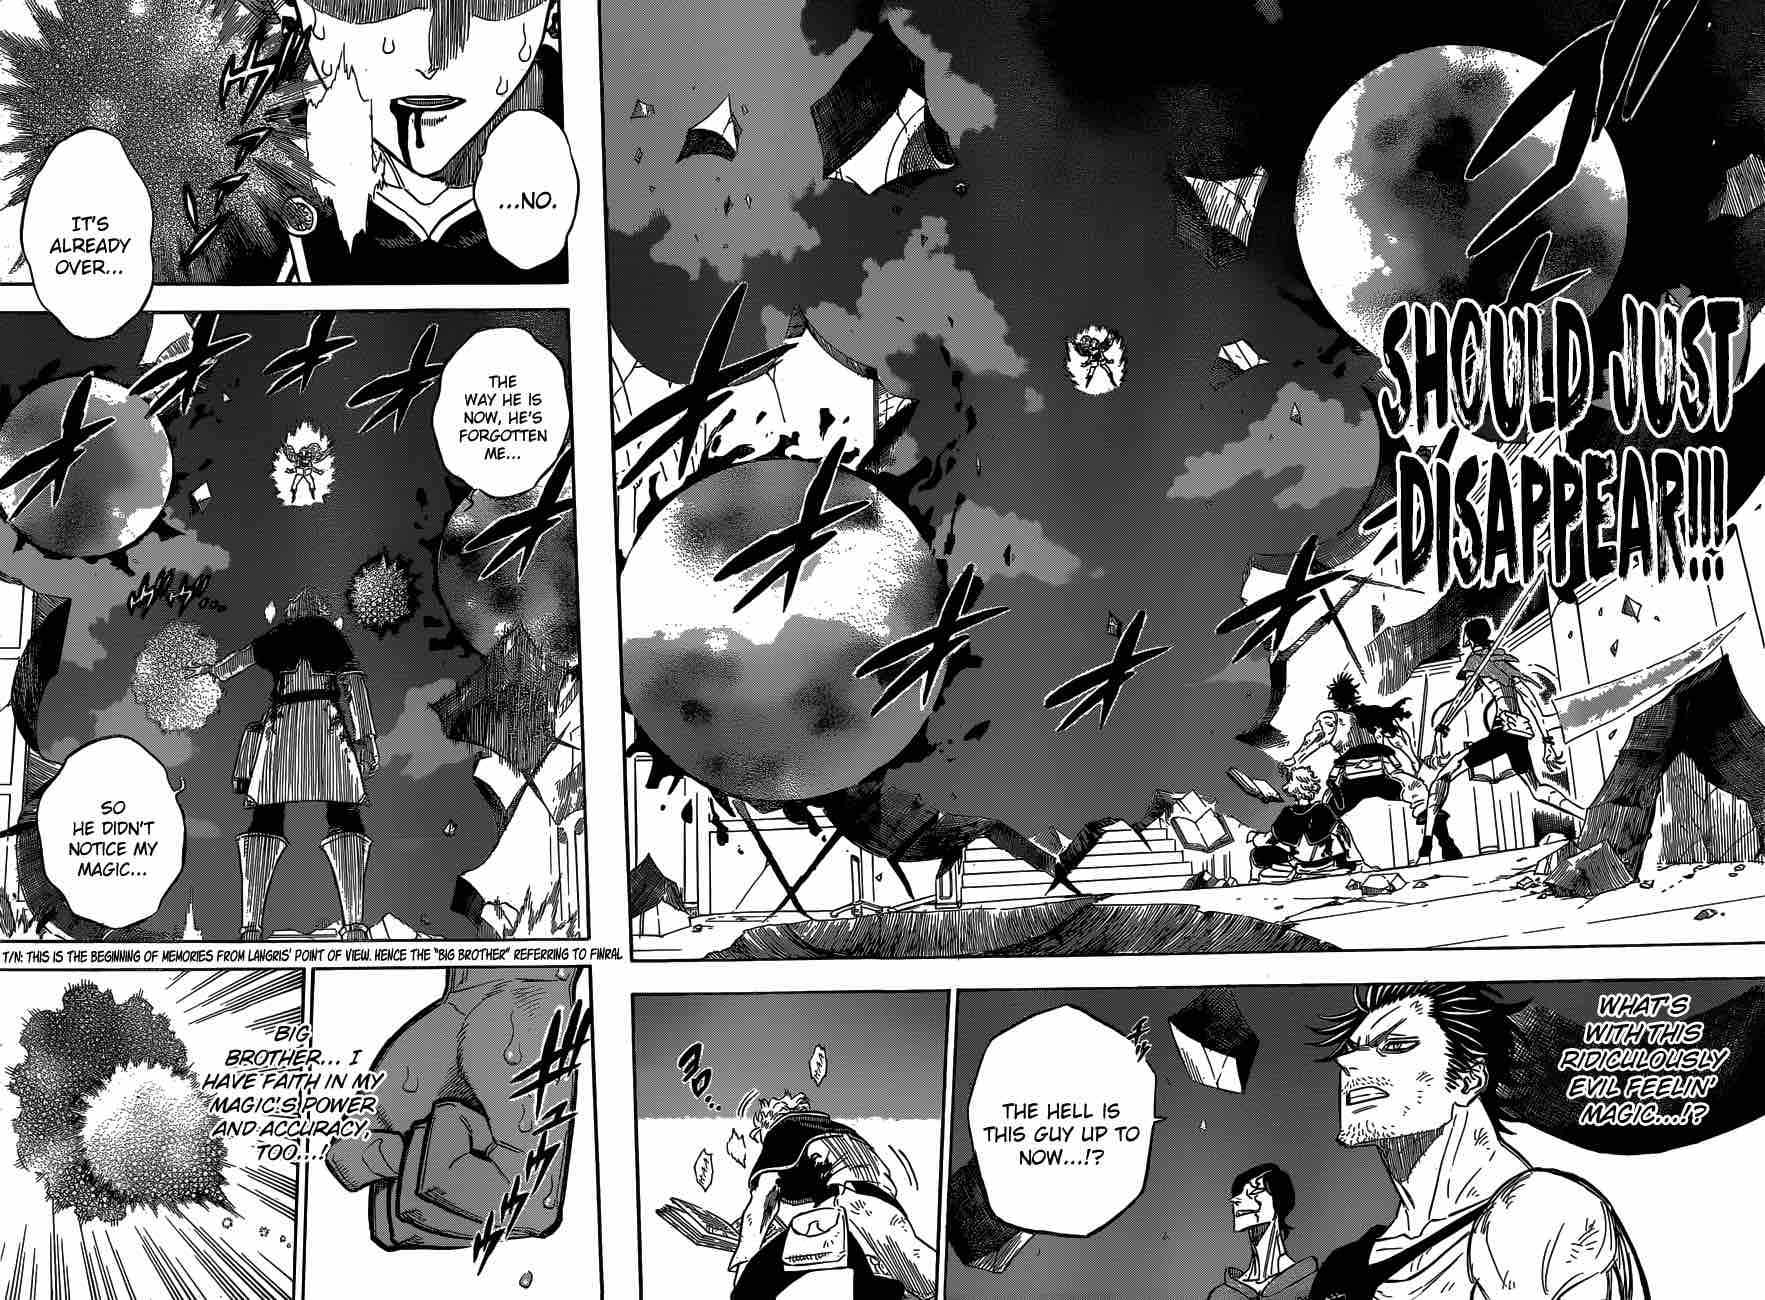 SHOULD JUST
DISAPPEAR!!!
WHAT'S
WITH THIS
RIDICULOUSLY
EVIL FEELIN'
MAGIC...!?
THE HELL IS
THIS GUY UP TO
NOW...!?
...NO.
IT'S
ALREADY
OVER...
THE
WAY HE IS
NOW, HE'S
FORGOTTEN
ME...
SO
HE DIDN'T
NOTICE MY
MAGIC...
T/N: THIS IS THE BEGINNING OF MEMORIES FROM LANGRIS' POINT OF VIEW. HENCE THE "BIG BROTHER" REFERRING TO FINRAL
BIG
BROTHER... I
HAVE FAITH IN MY
MAGIC'S POWER
AND ACCURACY,
TOO...!